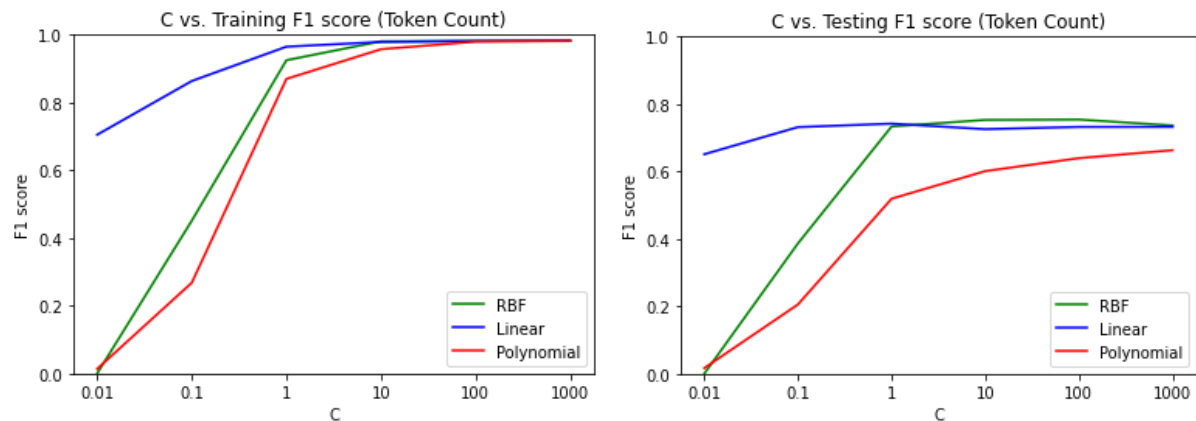 C vs. Training F1 score (Token Count)
1.0
0.8
0.6
0.4
0.2
0.0
F1 score
0.01 0.1 1 10 100 1000
C
RBF
Linear
Polynomial
C vs. Testing F1 score (Token Count)
1.0
0.8
0.6
0.4
0.2
0.0
F1 score
0.01 0.1 1 10 100 1000
C
RBF
Linear
Polynomial